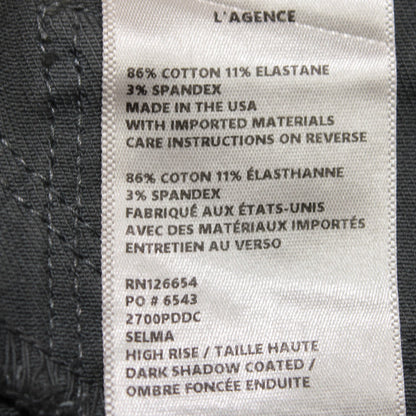 L'AGENCE
86% COTTON 11% ELASTANE
3% SPANDEX
MADE IN THE USA
WITH IMPORTED MATERIALS
CARE INSTRUCTIONS ON REVERSE
86% COTTON 11% ÉLASTHANNE
3% SPANDEX
FABRIQUÉ AUX ÉTATS-UNIS
AVEC DES MATÉRIAUX IMPORTÉS
ENTRETIEN AU VERSO
RN126654
PO # 6543
2700PDDC
SELMA
HIGH RISE / TAILLE HAUTE
DARK SHADOW COATED /
OMBRE FONCÉE ENDUITE